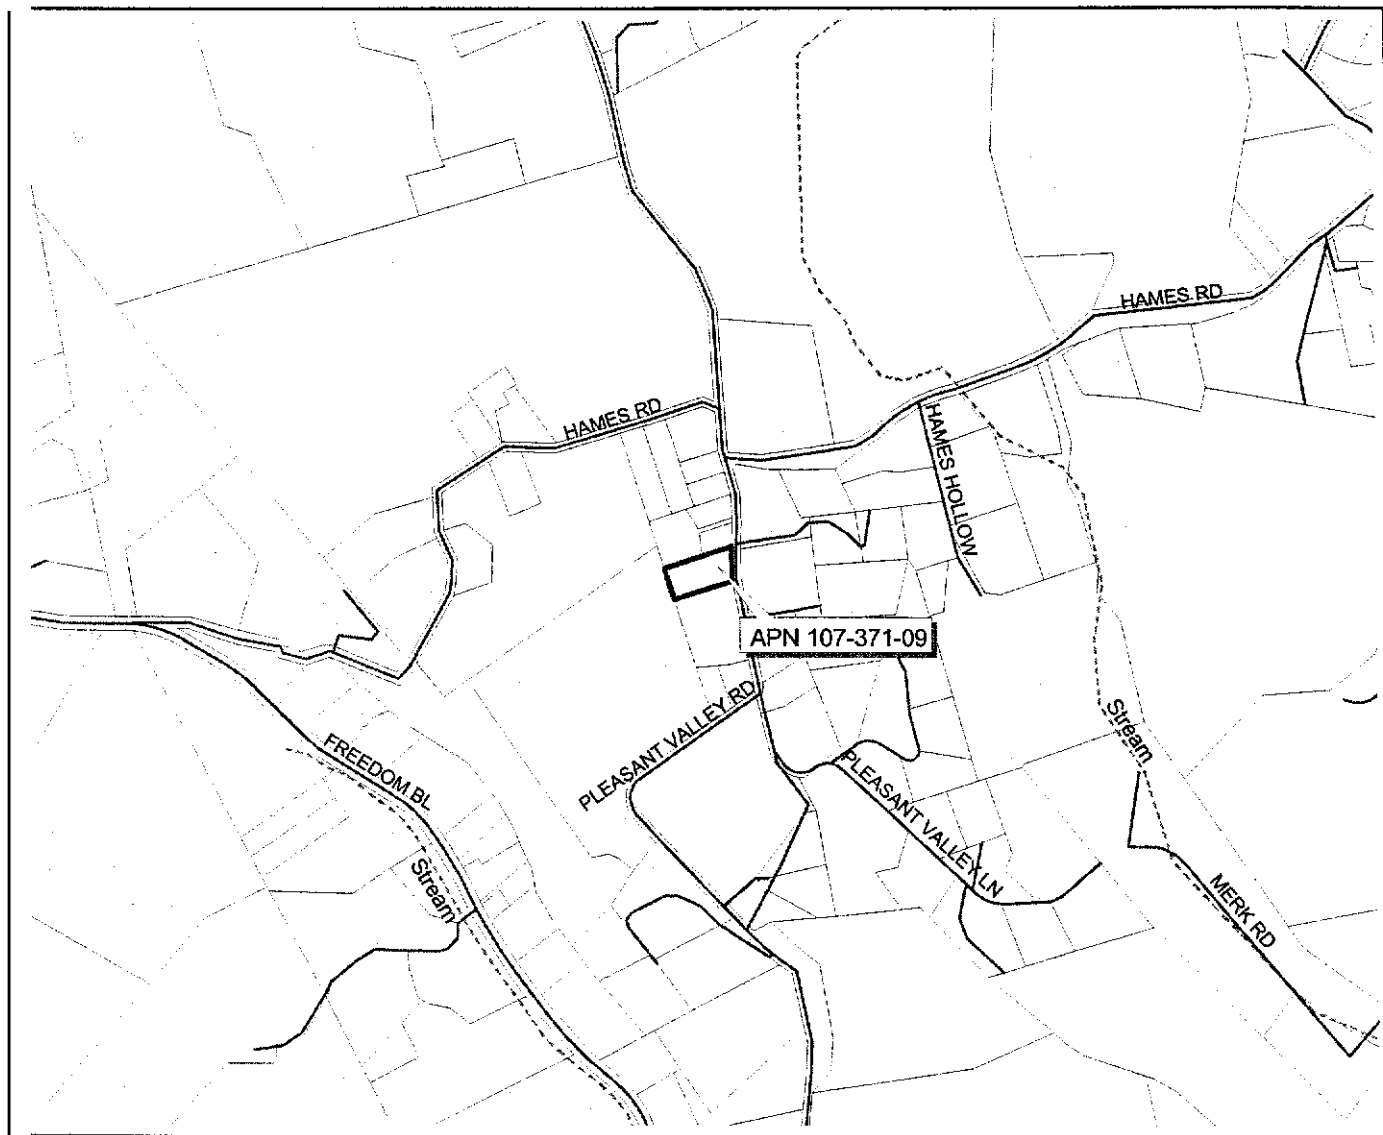 HAMES RD
HAMES RD
HAMES HOLLOW
APN 107-371-09
PLEASANT VALLEY RD
Stream
FREEDOM BL
PLEASANT VALLEY LN
Stream
MERK RD